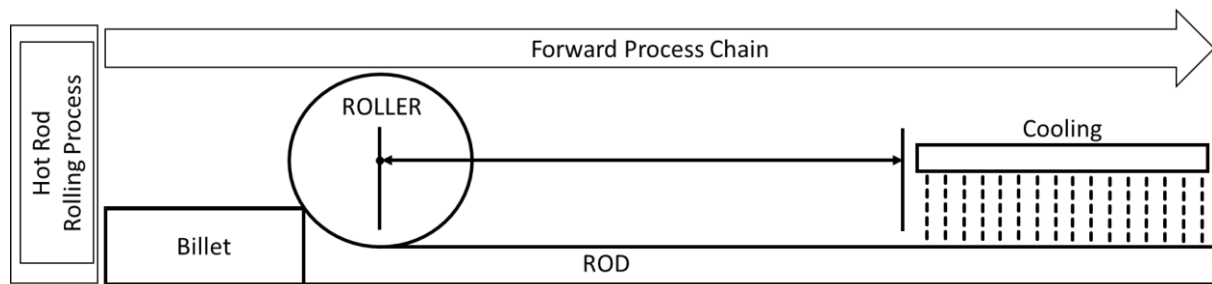 Hot Rod
Rolling Process
Forward Process Chain
ROLLER
Cooling
Billet
ROD